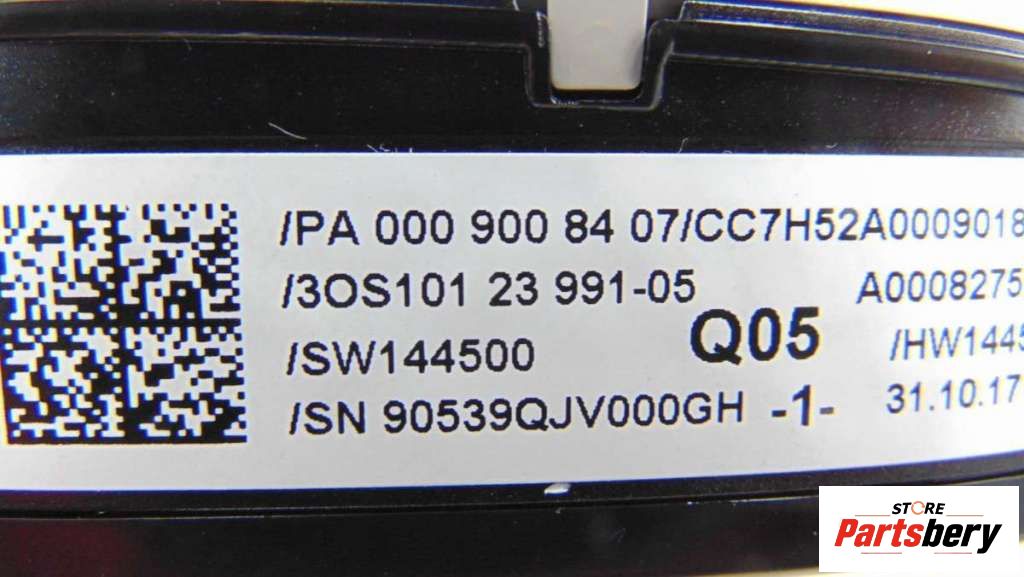 /PA 000 900 84 07/CC7H52A0009018
/3OS101 23 991-05 A0008275
/SW144500 Q05 /HW1445
/SN 90539QJV000GH -1- 31.10.17
STORE
Partsbery